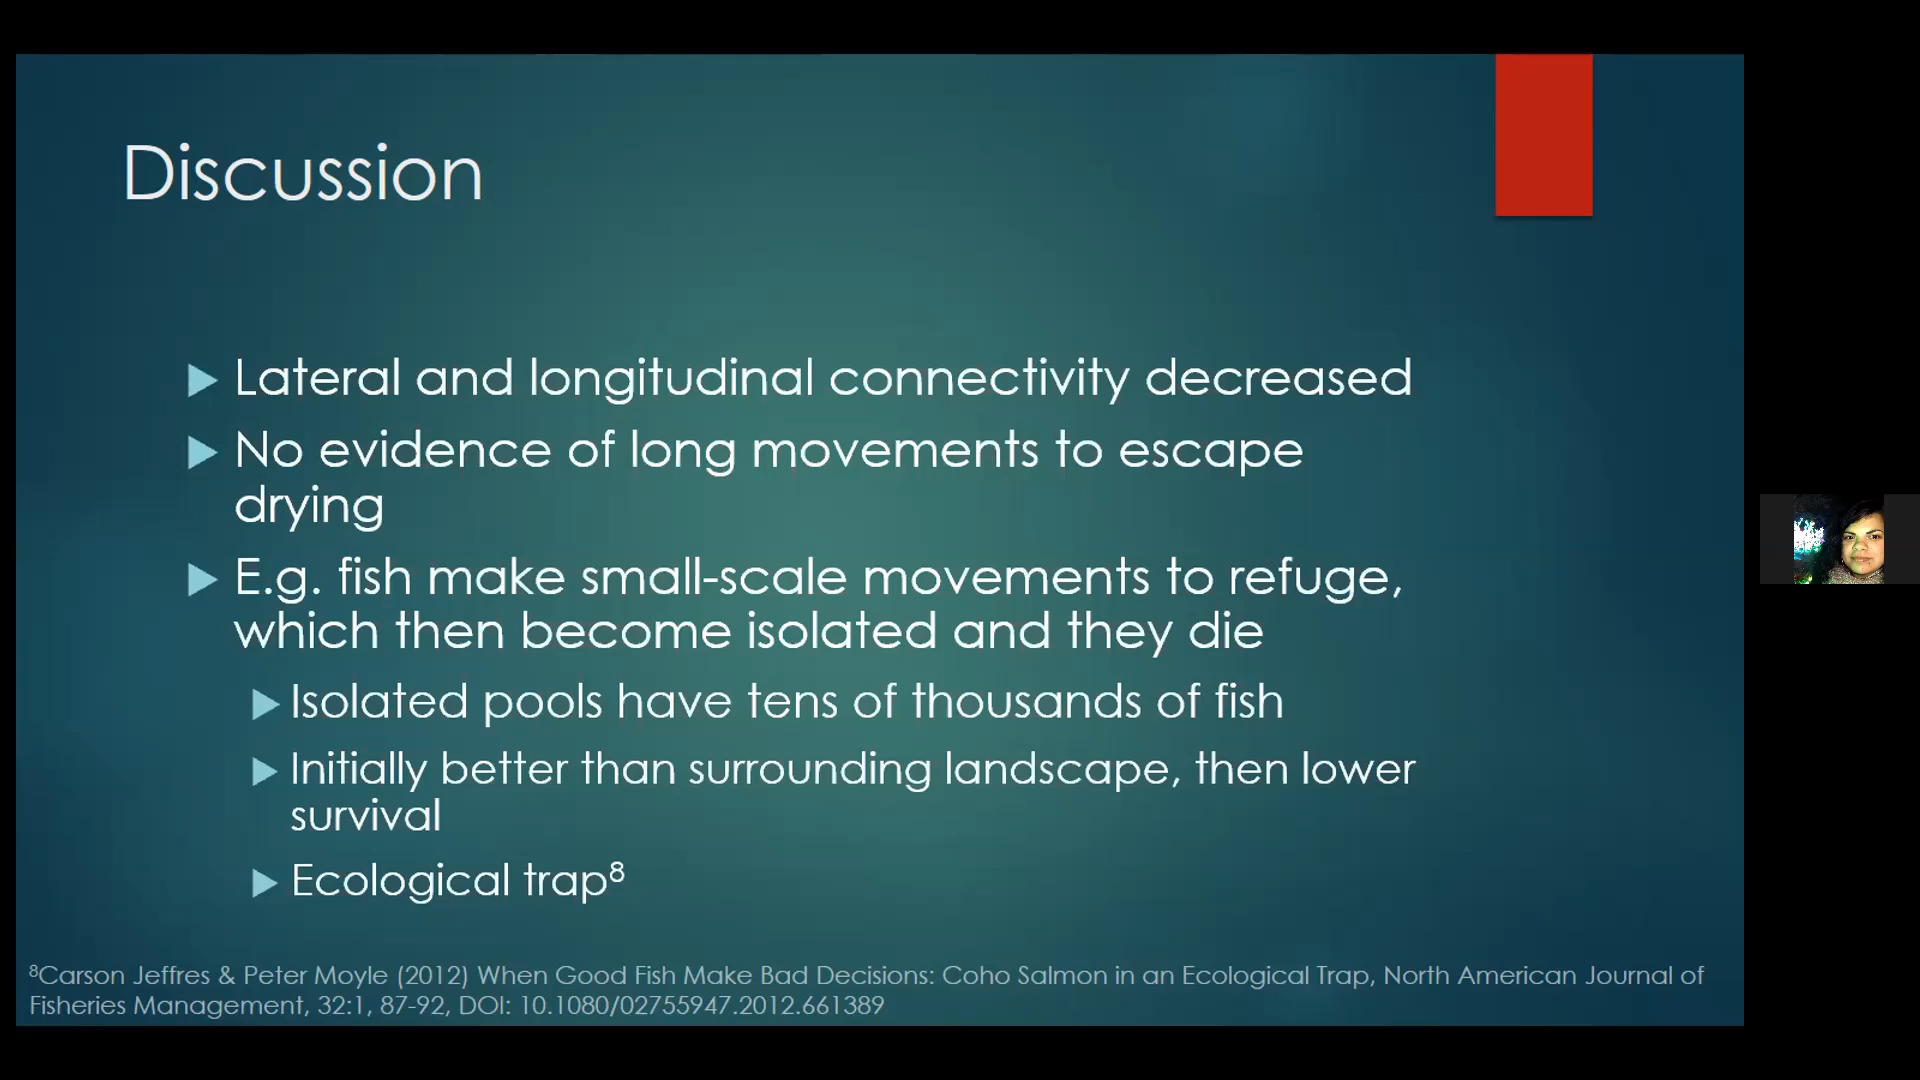 Discussion
Lateral and longitudinal connectivity decreased
No evidence of long movements to escape
drying
E.g. fish make small-scale movements to refuge,
which then become isolated and they die
Isolated pools have tens of thousands of fish
Initially better than surrounding landscape, then lower
survival
Ecological trap⁸
⁸Carson Jeffres & Peter Moyle (2012) When Good Fish Make Bad Decisions: Coho Salmon in an Ecological Trap, North American Journal of
Fisheries Management, 32:1, 87-92, DOI: 10.1080/02755947.2012.661389